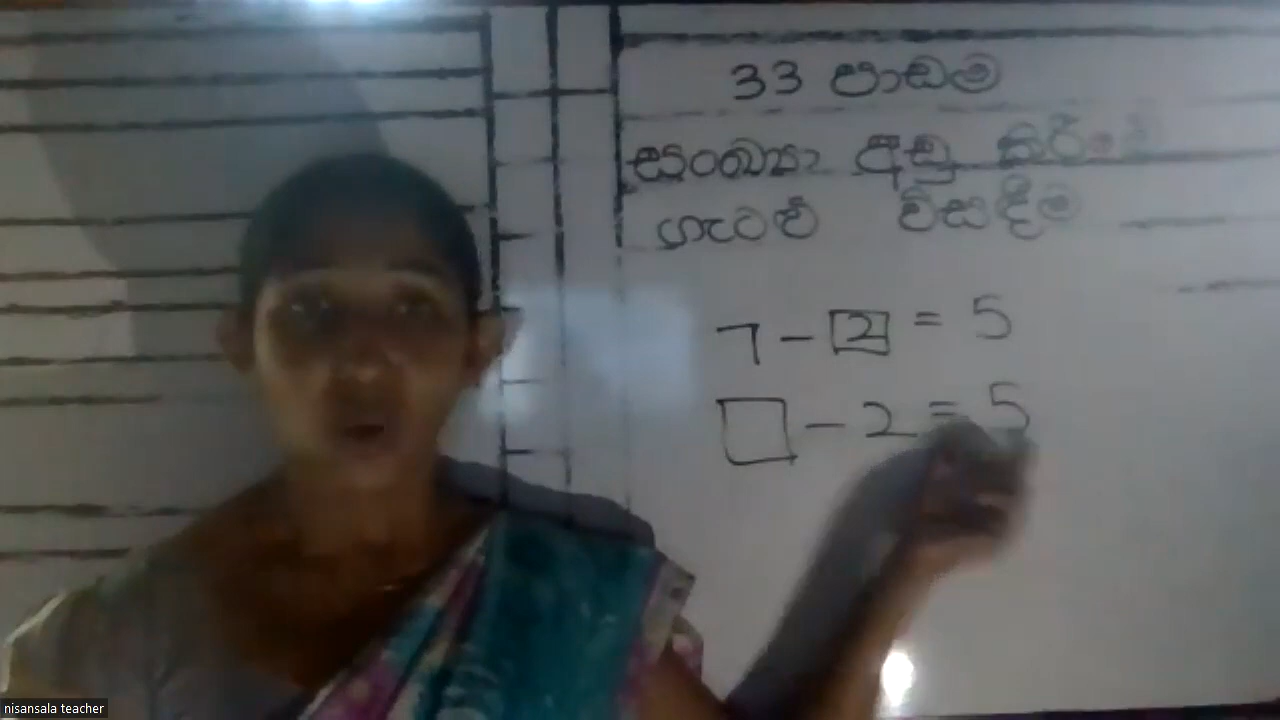 33 පාඩම
සංඛ්‍යා අඩු කිරීමේ
ගැටළු විසඳීම
7 - 2 = 5
□ - 2 = 5
nisansala teacher